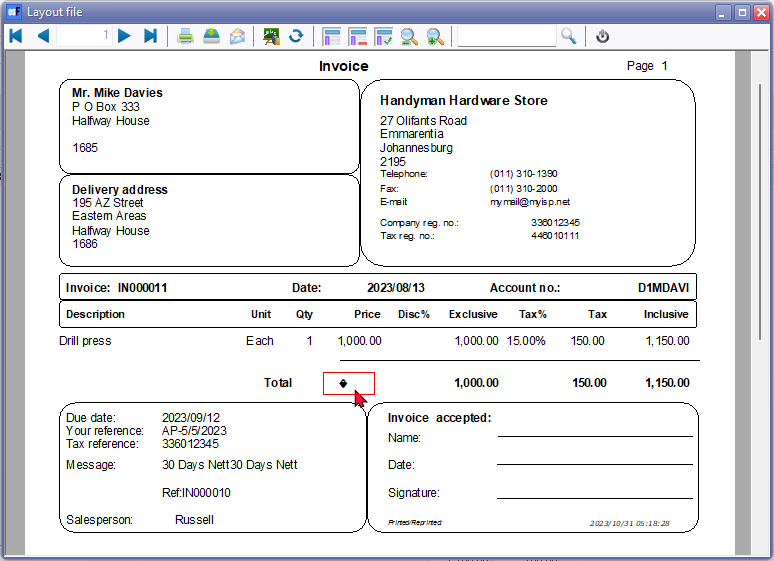 Layout file
1
Invoice
Page 1
Mr. Mike Davies
P O Box 333
Halfway House
1685
Handyman Hardware Store
27 Olifants Road
Emmarentia
Johannesburg
2195
Telephone: (011) 310-1390
Fax: (011) 310-2000
E-mait mymail@myisp.net
Company reg. no.: 336012345
Tax reg. no.: 446010111
Delivery address
195 AZ Street
Eastern Areas
Halfway House
1686
Invoice: IN000011 Date: 2023/08/13 Account no.: D1MDAVI
Description Unit Qty Price Disc% Exclusive Tax% Tax Inclusive
Drill press Each 1 1,000.00 1,000.00 15.00% 150.00 1,150.00
Total � 1,000.00 150.00 1,150.00
Due date: 2023/09/12
Your reference: AP-5/5/2023
Tax reference: 336012345
Message: 30 Days Nett30 Days Nett
Ref:IN000010
Salesperson: Russell
Invoice accepted:
Name:
Date:
Signature:
Printed/Reprinted: 2023/10/31 05:18:28